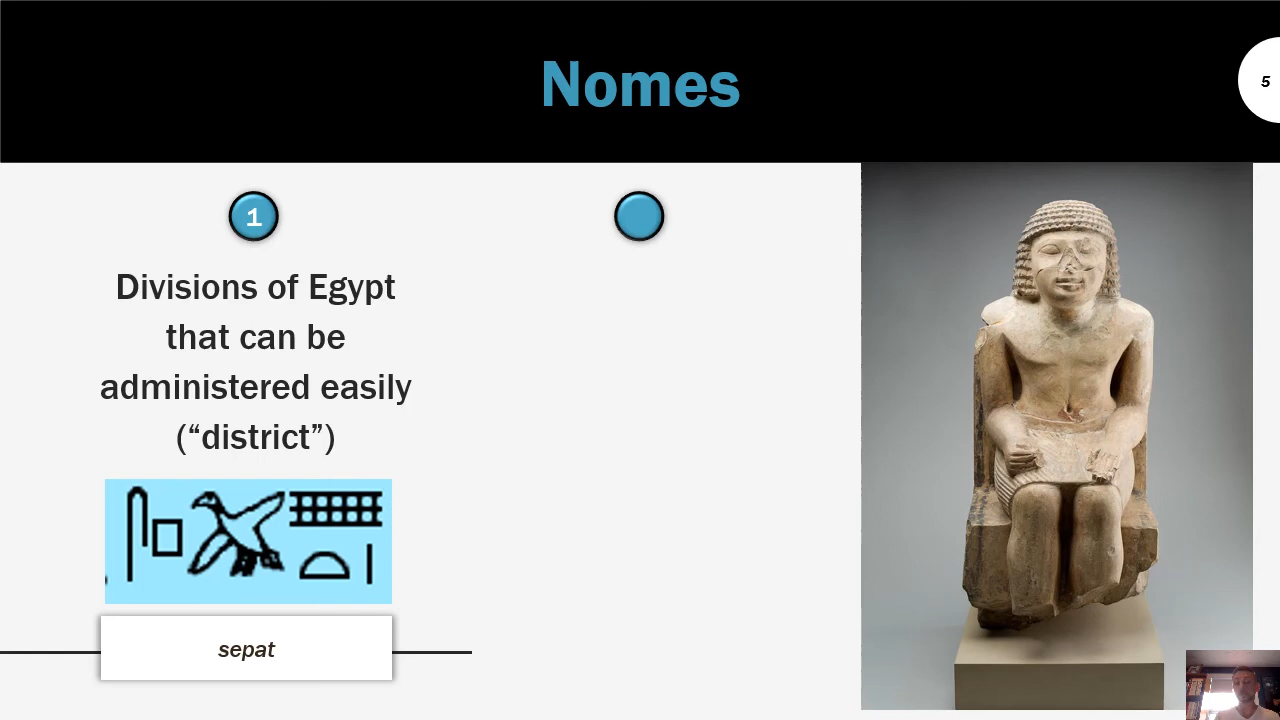 Nomes
5
1
Divisions of Egypt
that can be
administered easily
(“district”)
sepat